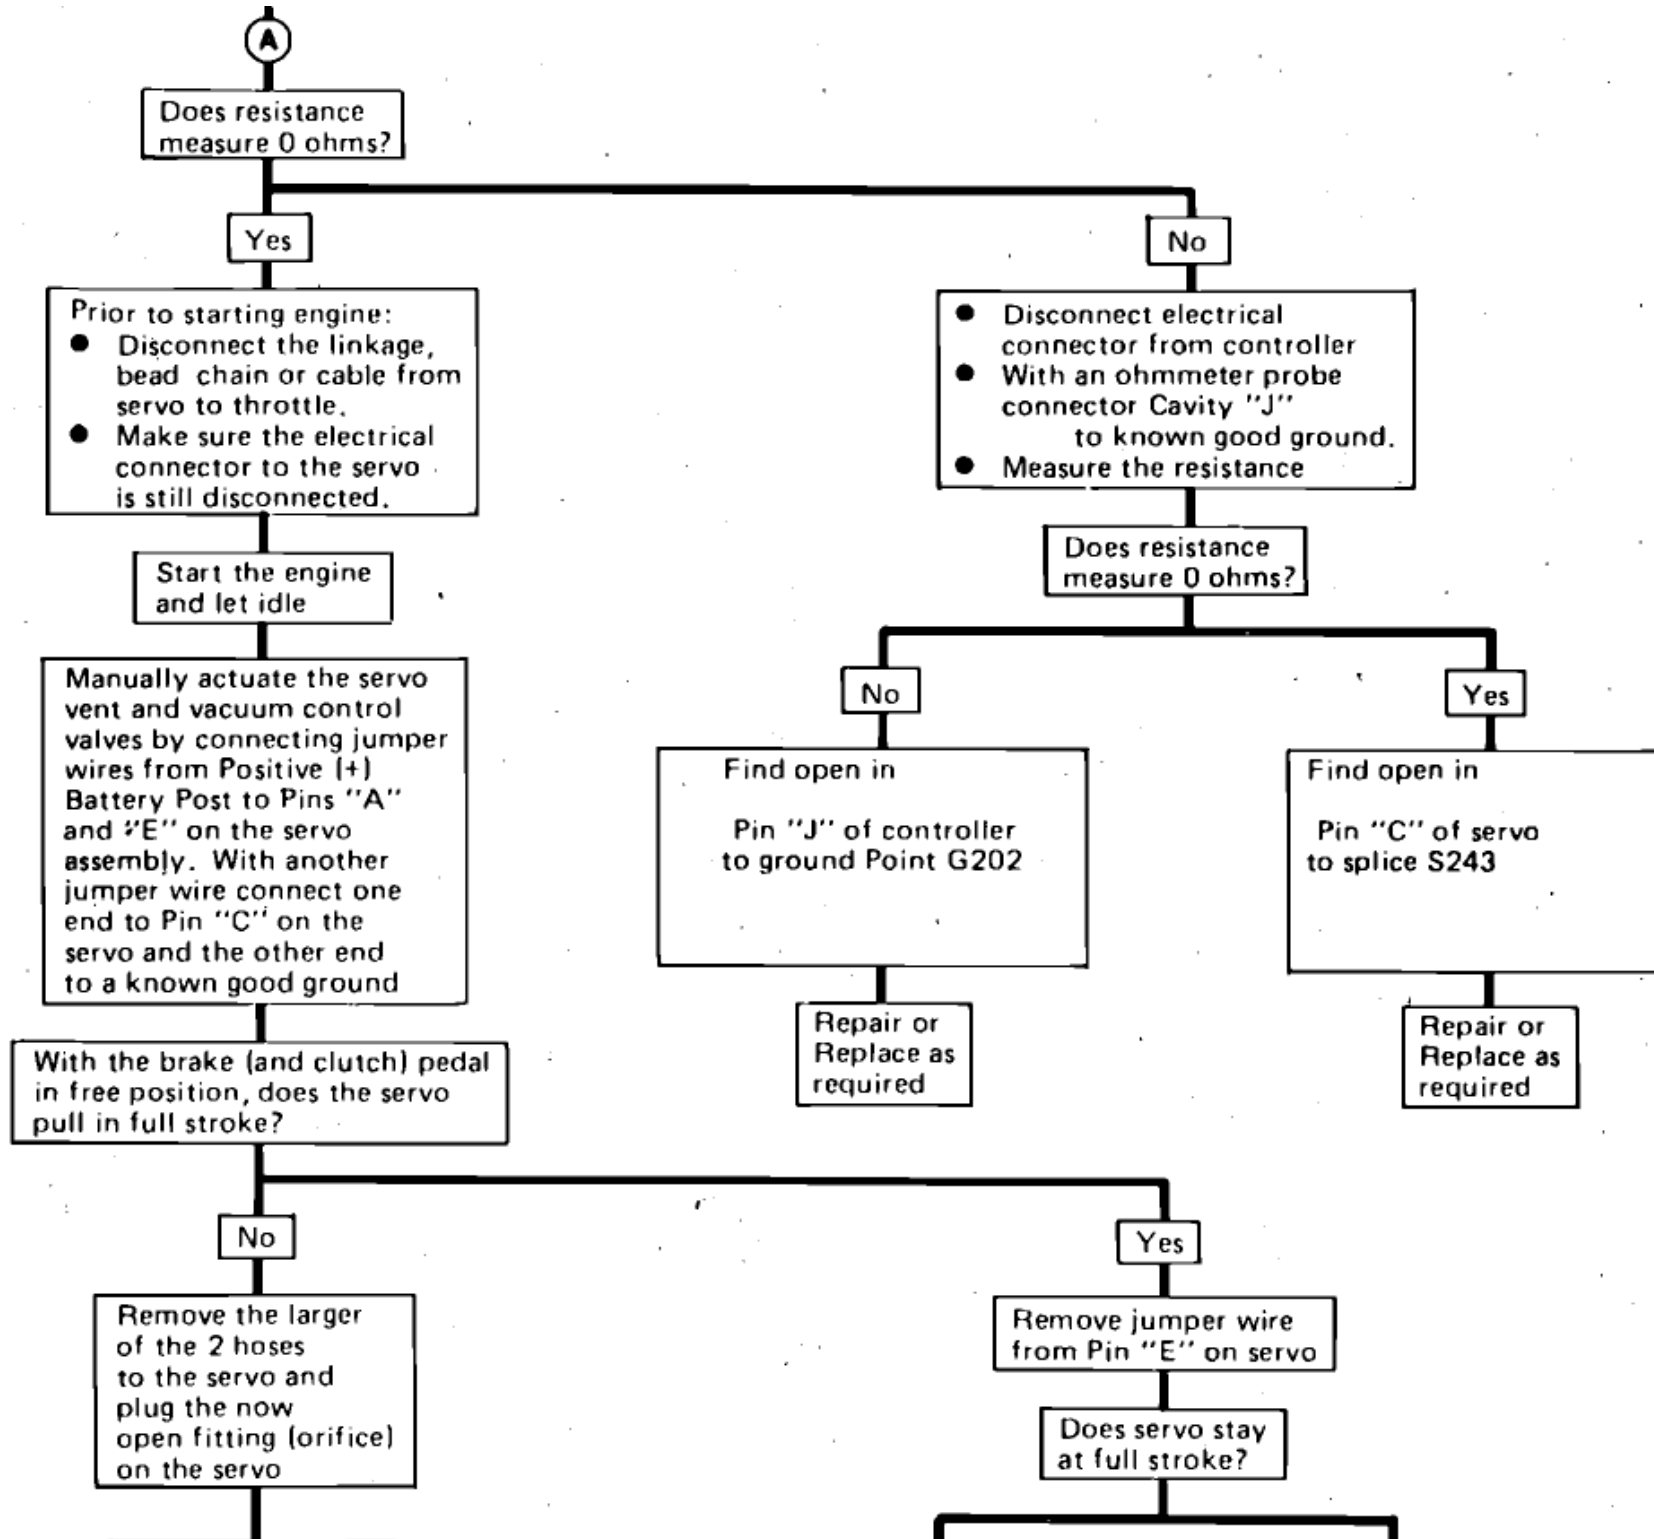 A
Does resistance
measure 0 ohms?
Yes
No
Prior to starting engine:
● Disconnect the linkage,
bead chain or cable from
servo to throttle.
● Make sure the electrical
connector to the servo
is still disconnected.
● Disconnect electrical
connector from controller
● With an ohmmeter probe
connector Cavity "J"
to known good ground.
● Measure the resistance
Start the engine
and let idle
Does resistance
measure 0 ohms?
No
Yes
Manually actuate the servo
vent and vacuum control
valves by connecting jumper
wires from Positive (+)
Battery Post to Pins "A"
and "E" on the servo
assembly. With another
jumper wire connect one
end to Pin "C" on the
servo and the other end
to a known good ground
Find open in
Pin "J" of controller
to ground Point G202
Find open in
Pin "C" of servo
to splice S243
Repair or
Replace as
required
Repair or
Replace as
required
With the brake (and clutch) pedal
in free position, does the servo
pull in full stroke?
No
Yes
Remove the larger
of the 2 hoses
to the servo and
plug the now
open fitting (orifice)
on the servo
Remove jumper wire
from Pin "E" on servo
Does servo stay
at full stroke?